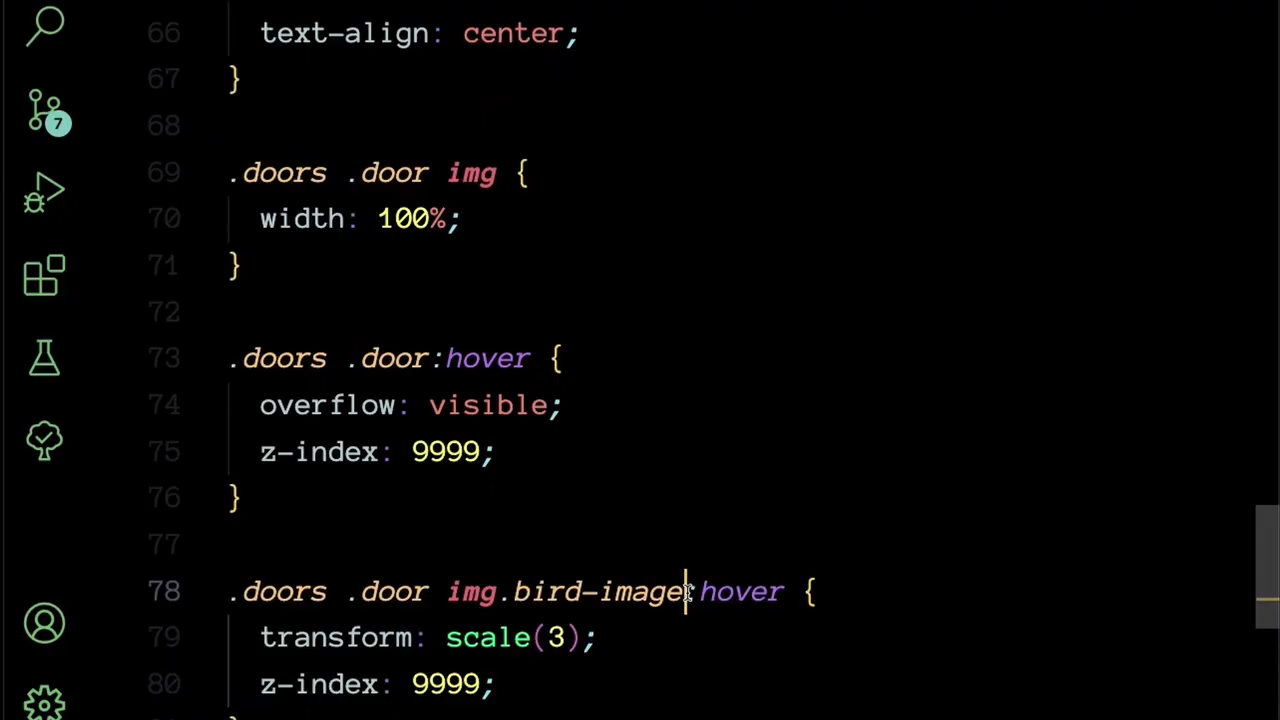 66 text-align: center;
67 }
68
69 .doors .door img {
70 width: 100%;
71 }
72
73 .doors .door:hover {
74 overflow: visible;
75 z-index: 9999;
76 }
77
78 .doors .door img.bird-image:hover {
79 transform: scale(3);
80 z-index: 9999;
7